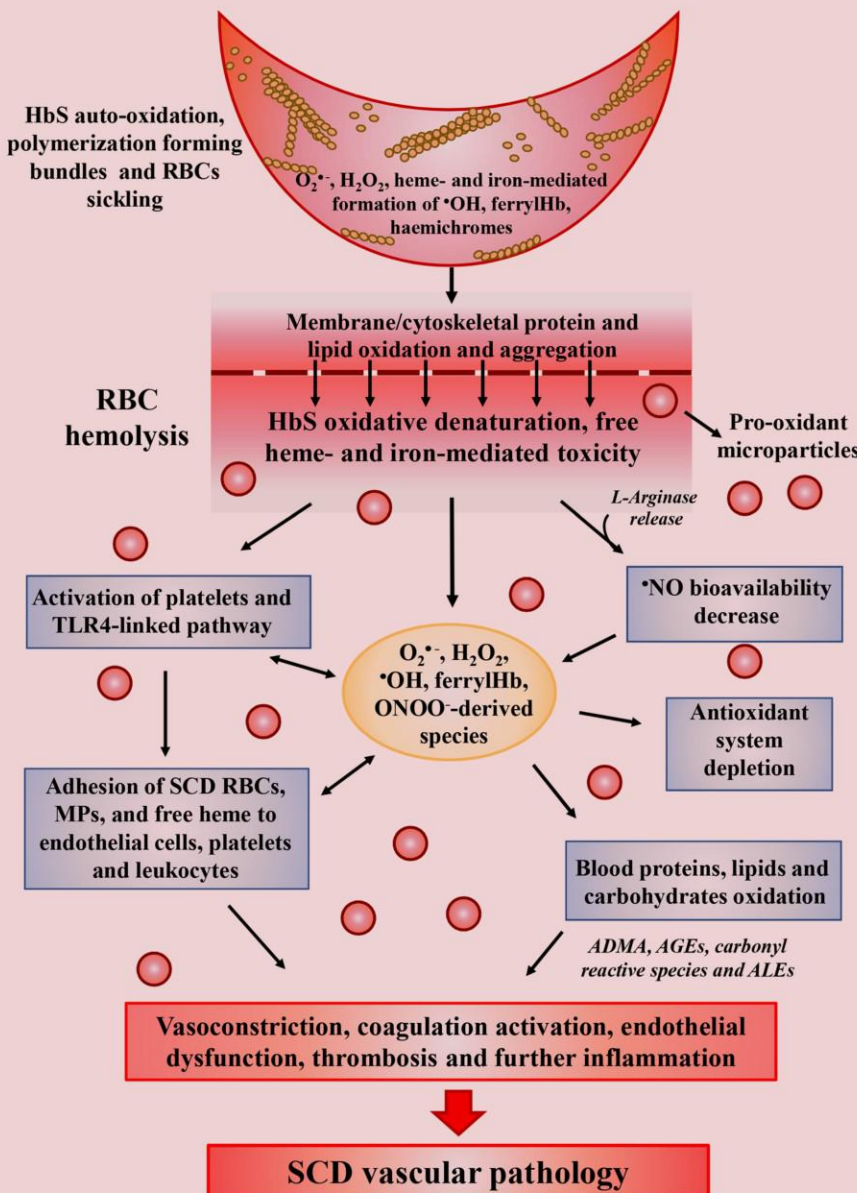 HbS auto-oxidation,
polymerization forming
bundles and RBCs
sickling
O₂•⁻, H₂O₂, heme- and iron-mediated
formation of •OH, ferrylHb,
haemichromes
Membrane/cytoskeletal protein and
lipid oxidation and aggregation
RBC
hemolysis
HbS oxidative denaturation, free
heme- and iron-mediated toxicity
Pro-oxidant
microparticles
L-Arginase
release
Activation of platelets and
TLR4-linked pathway
•NO bioavailability
decrease
O₂•⁻, H₂O₂,
•OH, ferrylHb,
ONOO⁻-derived
species
Antioxidant
system
depletion
Adhesion of SCD RBCs,
MPs, and free heme to
endothelial cells, platelets
and leukocytes
Blood proteins, lipids and
carbohydrates oxidation
ADMA, AGEs, carbonyl
reactive species and ALEs
Vasoconstriction, coagulation activation, endothelial
dysfunction, thrombosis and further inflammation
SCD vascular pathology